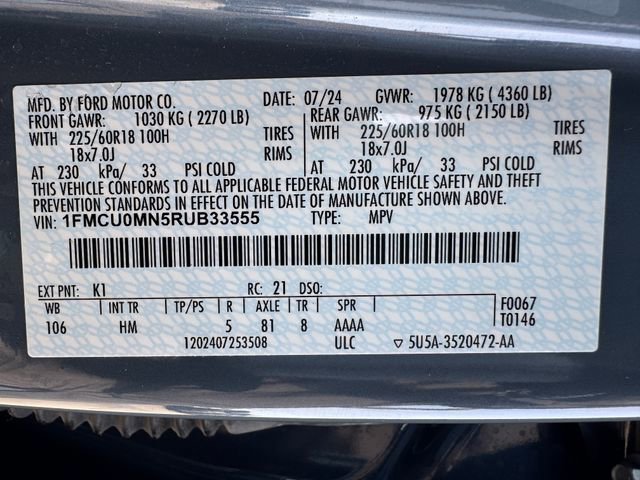 MFD. BY FORD MOTOR CO. DATE: 07/24 GVWR: 1978 KG ( 4360 LB)
FRONT GAWR: 1030 KG ( 2270 LB) REAR GAWR: 975 KG ( 2150 LB)
WITH 225/60R18 100H TIRES WITH 225/60R18 100H TIRES
18x7.0J RIMS 18x7.0J RIMS
AT 230 kPa/ 33 PSI COLD AT 230 kPa/ 33 PSI COLD
THIS VEHICLE CONFORMS TO ALL APPLICABLE FEDERAL MOTOR VEHICLE SAFETY AND THEFT
PREVENTION STANDARDS IN EFFECT ON THE DATE OF MANUFACTURE SHOWN ABOVE.
VIN: 1FMCU0MN5RUB33555 TYPE: MPV
EXT PNT: K1 RC: 21 DSO:
WB INT TR TP/PS R AXLE TR SPR F0067
106 HM 5 81 8 AAAA T0146
1202407253508 ULC ▽ 5U5A-3520472-AA